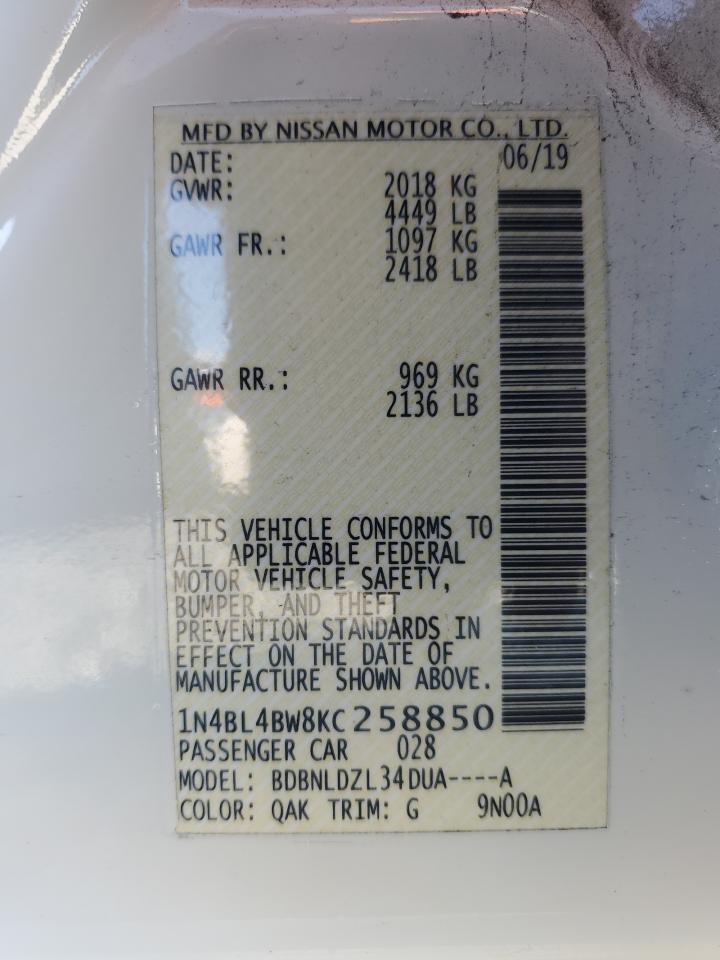 MFD BY NISSAN MOTOR CO., LTD.
DATE: 06/19
GVWR: 2018 KG
4449 LB
GAWR FR.: 1097 KG
2418 LB
GAWR RR.: 969 KG
2136 LB
THIS VEHICLE CONFORMS TO
ALL APPLICABLE FEDERAL
MOTOR VEHICLE SAFETY,
BUMPER, AND THEFT
PREVENTION STANDARDS IN
EFFECT ON THE DATE OF
MANUFACTURE SHOWN ABOVE.
1N4BL4BW8KC258850
PASSENGER CAR 028
MODEL: BDBNLDZL34DUA----A
COLOR: QAK TRIM: G 9N00A